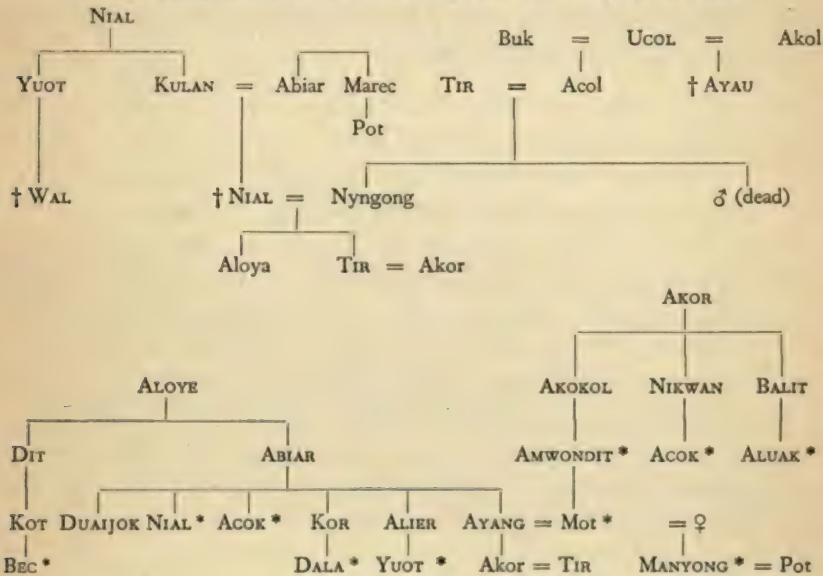 NIAL
Buk = UCOL = Akol
YUOT KULAN = Abiar Marec TIR = Acol † AYAU
Pot
† WAL † NIAL = Nyngong ♂ (dead)
Aloya TIR = Akor
AKOR
ALOYE AKOKOL NIKWAN BALIT
DIT ABIAR AMWONDIT * ACOK * ALUAK *
KOT DUAIJOK NIAL * ACOK * KOR ALIER AYANG = MOT * = ♀
BEC * DALA * YUOT * Akor = TIR MANYONG * = Pot